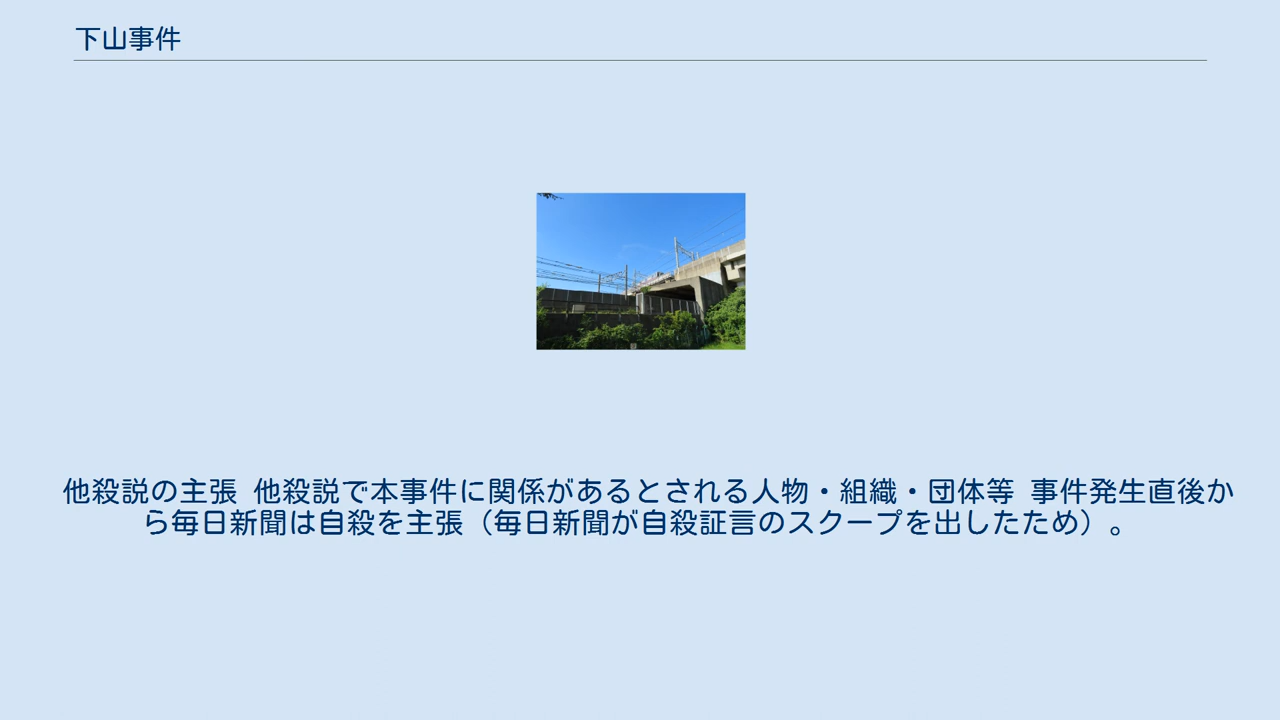 下山事件
他殺説の主張 他殺説で本事件に関係があるとされる人物・組織・団体等 事件発生直後か
ら毎日新聞は自殺を主張（毎日新聞が自殺証言のスクープを出したため）。